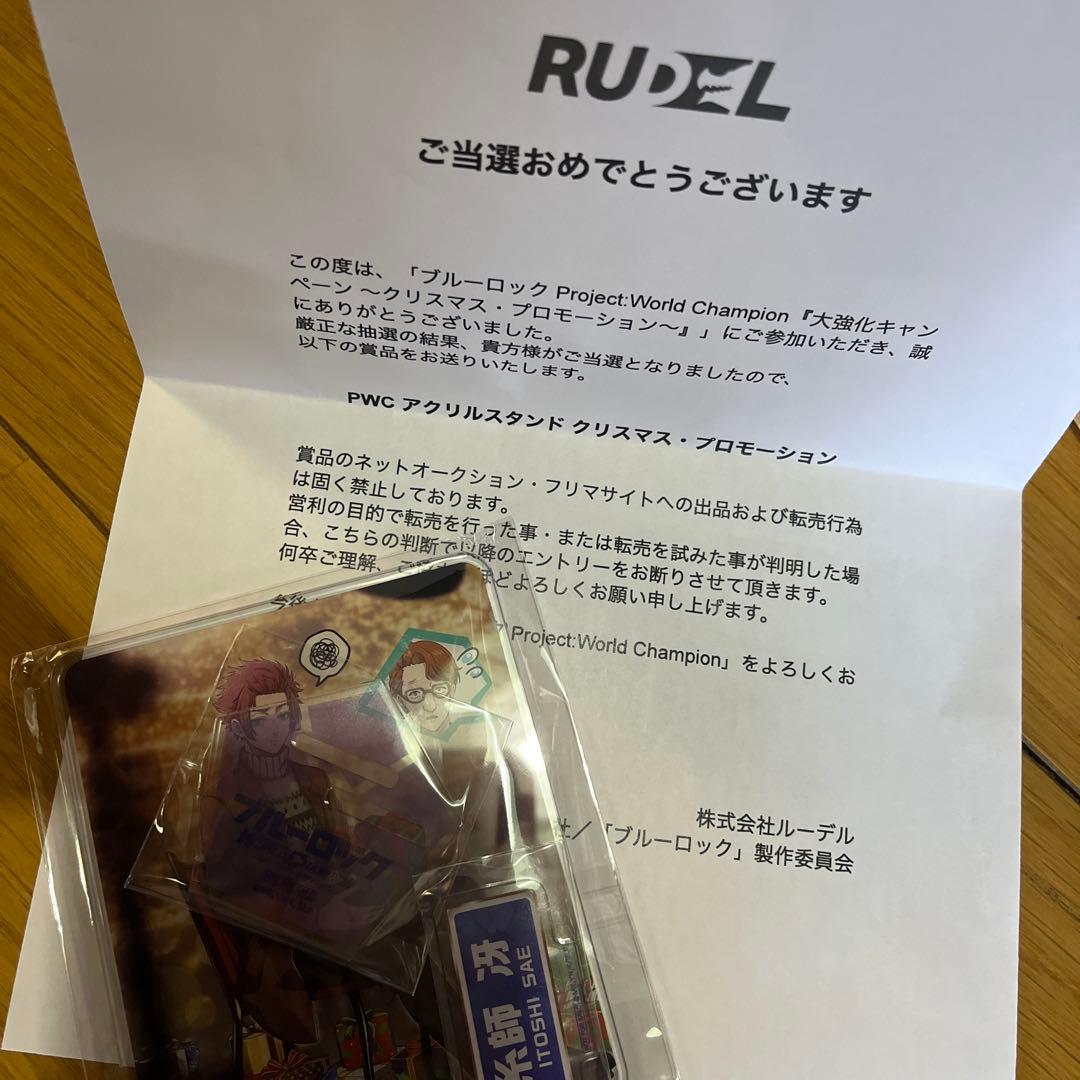 RUDEL
ご当選おめでとうございます
この度は、「ブルーロック Project:World Champion『大強化キャン
ペーン 〜クリスマス・プロモーション〜』」にご参加いただき、誠
にありがとうございました。
厳正な抽選の結果、貴方様がご当選となりましたので、
以下の賞品をお送りいたします。
PWC アクリルスタンド クリスマス・プロモーション
賞品のネットオークション・フリマサイトへの出品および転売行為
は固く禁止しております。
営利の目的で転売を行った事・または転売を試みた事が判明した場
合、こちらの判断で以降のエントリーをお断りさせて頂きます。
何卒ご理解、ほどよろしくお願い申し上げます。
Project:World Champion」をよろしくお
株式会社ルーデル
社／「ブルーロック」製作委員会
ブルーロック
糸師 冴
ITOSHI SAE